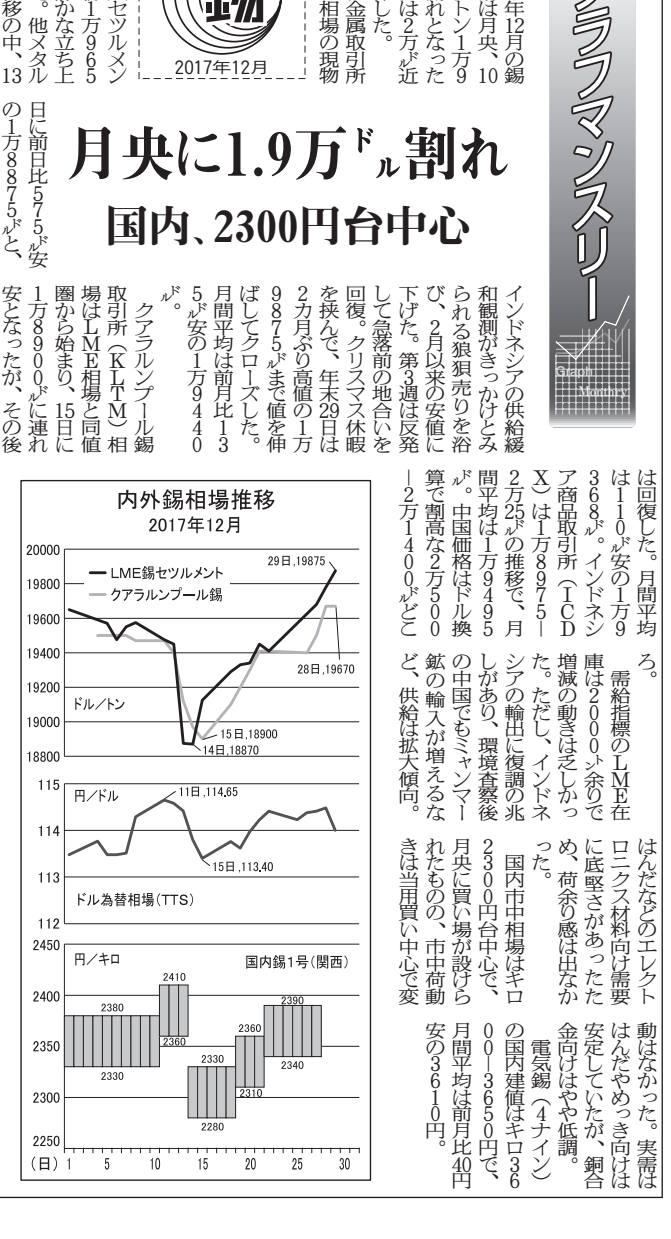 ラフマンスリー
Graph
Monthly
年12月の錫
は月央、10
トン1万9
れとなった
は2万㌦近
した。
金属取引所
相場の現物
錫
2017年12月
セツルメン
1万965
かな立ち上
。他メタル
移の中、13
月央に1.9万㌦割れ
国内、2300円台中心
日に前日比575㌦安
の1万8875㌦と、
インドネシアの供給緩
和観測がきっかけとみ
られる狼狽売りを浴
び、2月以来の安値に
下げた。第3週は反発
して急落前の地合いを
回復。クリスマス休暇
を挟んで、年末29日は
2カ月ぶり高値の1万
9875㌦まで値を伸
ばしてクローズした。
月間平均は前月比13
5㌦安の1万9440
㌦。
クアラルンプール錫
取引所（KLTM）相
場はLME相場と同値
圏から始まり、15日に
1万8900㌦に連れ
安となったが、その後
は回復した。月間平均
は110㌦安の1万9
368㌦。インドネシ
ア商品取引所（ICD
X）は1万8975―
2万25㌦の推移で、月
間平均は1万9495
㌦。中国価格はドル換
算で割高な2万500
―2万1400㌦どこ
ろ。
需給指標のLME在
庫は2000㌧余りで
増減の動きは乏しかっ
た。ただし、インドネ
シアの輸出に復調の兆
しがあり、環境査察後
の中国でもミャンマー
鉱の輸入が増えるな
ど、供給は拡大傾向。
はんだなどのエレクト
ロニクス材料向け需要
に底堅さがあったた
め、荷余り感は出なか
った。
国内市中相場はキロ
2300円台中心で、
月央に買い場が設けら
れたものの、市中荷動
きは当用買い中心で変
動はなかった。実需は
はんだやめっき向けは
安定していたが、銅合
金向けはやや低調。
電気錫（4ナイン）
の国内建値はキロ36
00―3650円で、
月間平均は前月比40円
安の3610円。
内外錫相場推移
2017年12月
20000
19800
19600
19400
19200
19000
18800
LME錫セツルメント
クアラルンプール錫
29日,19875
28日,19670
ドル／トン
15日,18900
14日,18870
115
114
113
112
円／ドル
11日,114,65
15日,113,40
ドル為替相場（TTS）
2450
2400
2350
2300
2250
円／キロ
国内錫1号（関西）
2380
2330
2410
2360
2330
2280
2360
2310
2390
2340
（日） 1 5 10 15 20 25 30